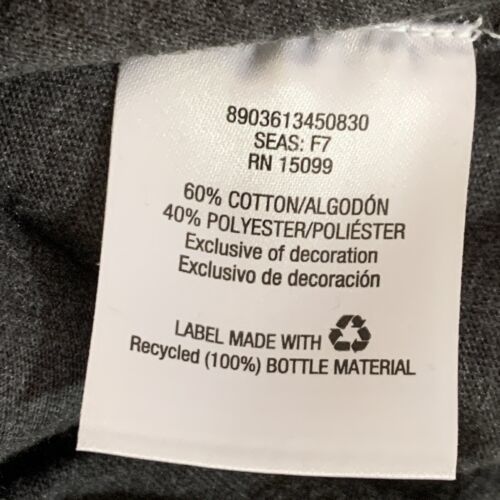 8903613450830
SEAS: F7
RN 15099
60% COTTON/ALGODÓN
40% POLYESTER/POLIÉSTER
Exclusive of decoration
Exclusivo de decoración
LABEL MADE WITH
Recycled (100%) BOTTLE MATERIAL